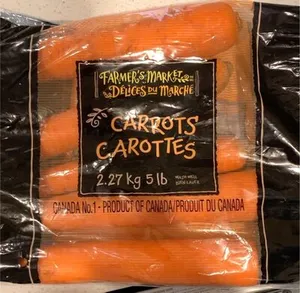 FARMER'S MARKET
DÉLICES DU MARCHÉ
CARROTS
CAROTTES
2.27 kg 5 lb
CANADA No.1 - PRODUCT OF CANADA/PRODUIT DU CANADA